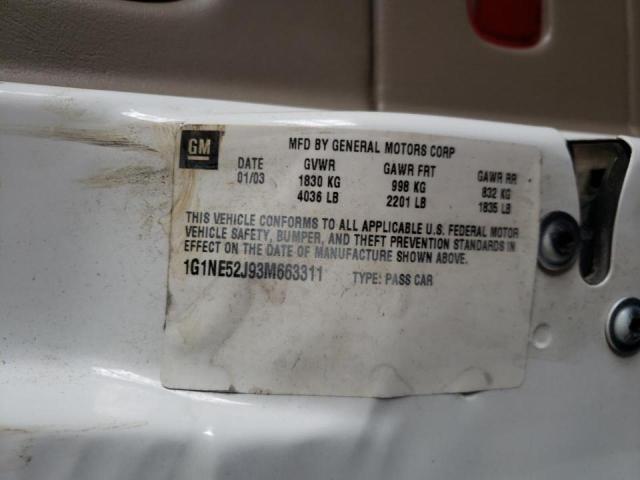 GM
MFD BY GENERAL MOTORS CORP
DATE GVWR GAWR FRT GAWR RR
01/03 1830 KG 998 KG 832 KG
4036 LB 2201 LB 1835 LB
THIS VEHICLE CONFORMS TO ALL APPLICABLE U.S. FEDERAL MOTOR
VEHICLE SAFETY, BUMPER, AND THEFT PREVENTION STANDARDS IN
EFFECT ON THE DATE OF MANUFACTURE SHOWN ABOVE.
1G1NE52J93M663311 TYPE: PASS CAR